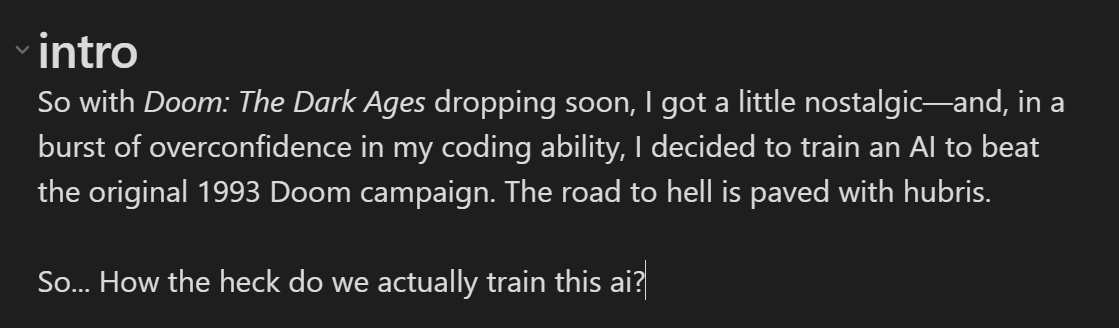 intro
So with Doom: The Dark Ages dropping soon, I got a little nostalgic—and, in a
burst of overconfidence in my coding ability, I decided to train an AI to beat
the original 1993 Doom campaign. The road to hell is paved with hubris.
So... How the heck do we actually train this ai?